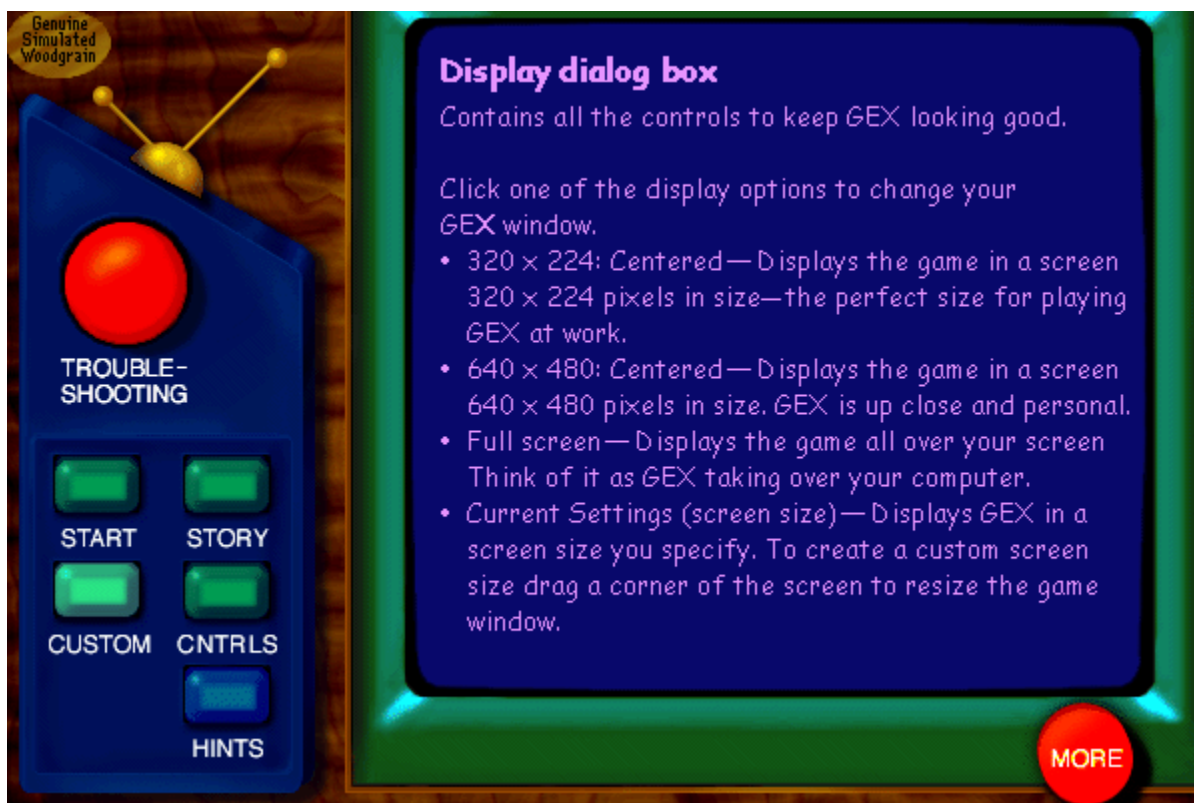 Genuine
Simulated
Woodgrain
TROUBLE-
SHOOTING
START
STORY
CUSTOM
CNTRLS
HINTS
Display dialog box
Contains all the controls to keep GEX looking good.
Click one of the display options to change your
GEX window.
• 320 x 224: Centered—Displays the game in a screen
320 x 224 pixels in size—the perfect size for playing
GEX at work.
• 640 x 480: Centered—Displays the game in a screen
640 x 480 pixels in size. GEX is up close and personal.
• Full screen—Displays the game all over your screen
Think of it as GEX taking over your computer.
• Current Settings (screen size)—Displays GEX in a
screen size you specify. To create a custom screen
size drag a corner of the screen to resize the game
window.
MORE